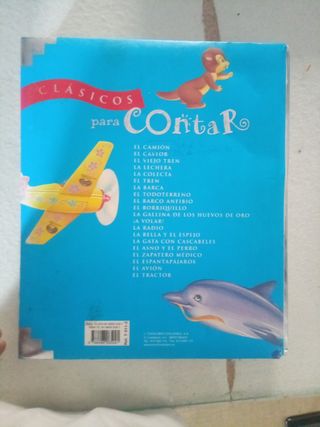 CLÁSICOS
para CONTAR
EL CAMIÓN
EL CASTOR
EL VIEJO TREN
LA LECHERA
LA COLECTA
EL TREN
LA BARCA
EL TODOTERRENO
EL BARCO ANFIBIO
EL BORRIQUILLO
LA GALLINA DE LOS HUEVOS DE ORO
¡A VOLAR!
LA RADIO
LA BELLA Y EL ESPEJO
LA GATA CON CASCABELES
EL ASNO Y EL PERRO
EL ZAPATERO MÉDICO
EL ESPANTAPÁJAROS
EL AVIÓN
EL TRACTOR